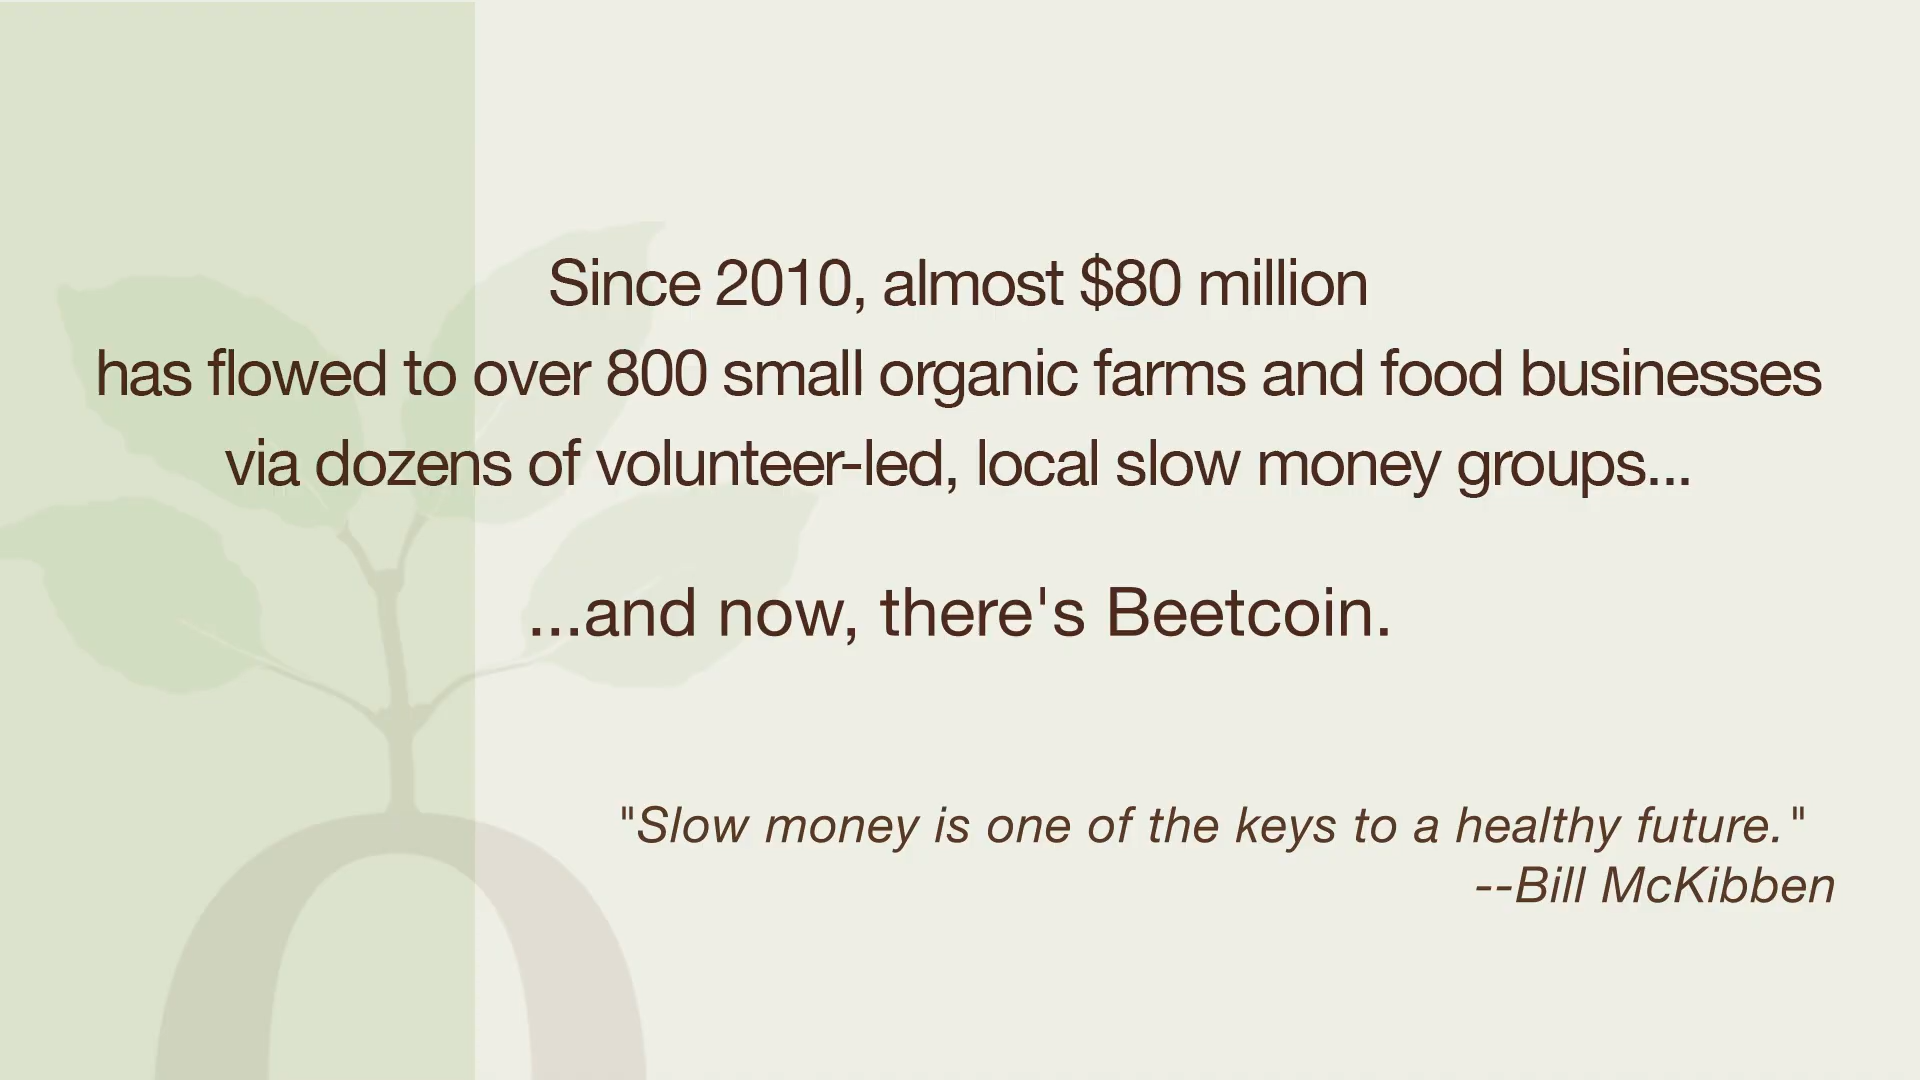 Since 2010, almost $80 million
has flowed to over 800 small organic farms and food businesses
via dozens of volunteer-led, local slow money groups...
...and now, there's Beetcoin.
"Slow money is one of the keys to a healthy future."
--Bill McKibben